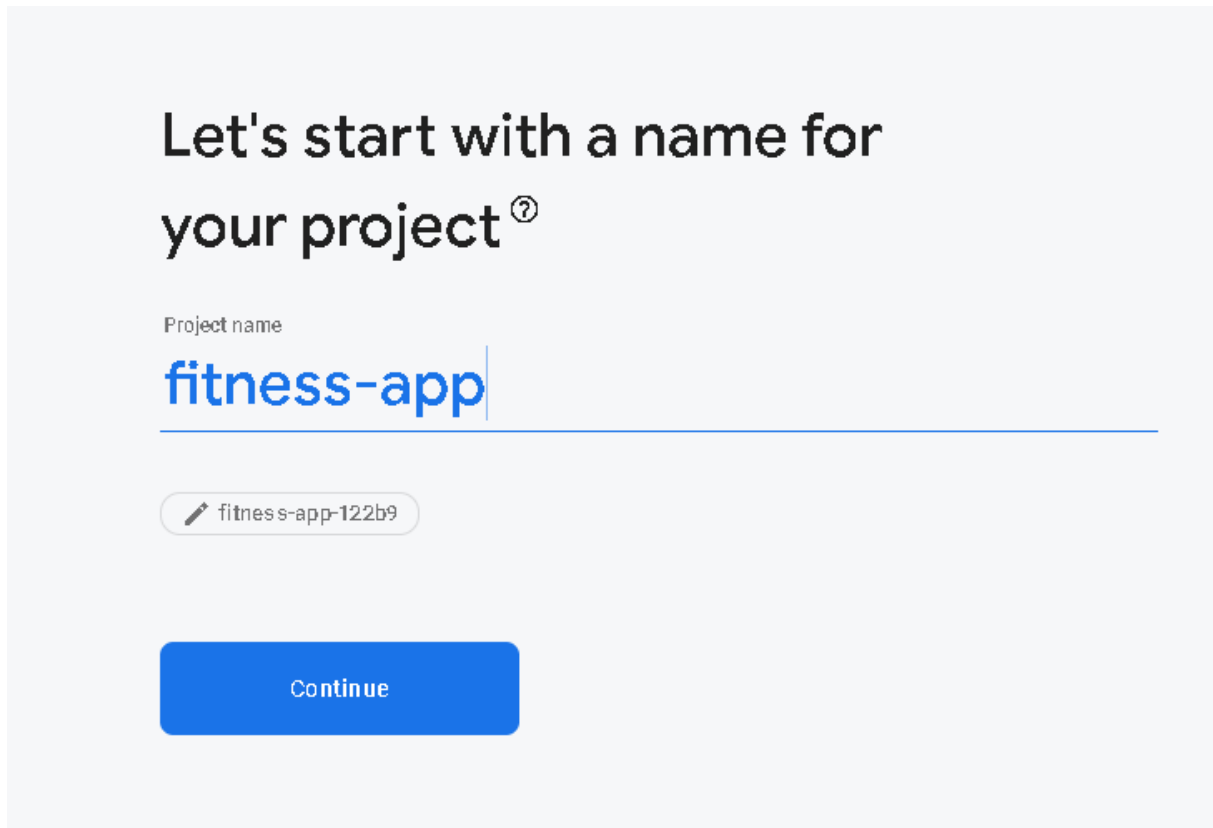 Let's start with a name for
your project
Project name
fitness-app
fitness-app-122b9
Continue